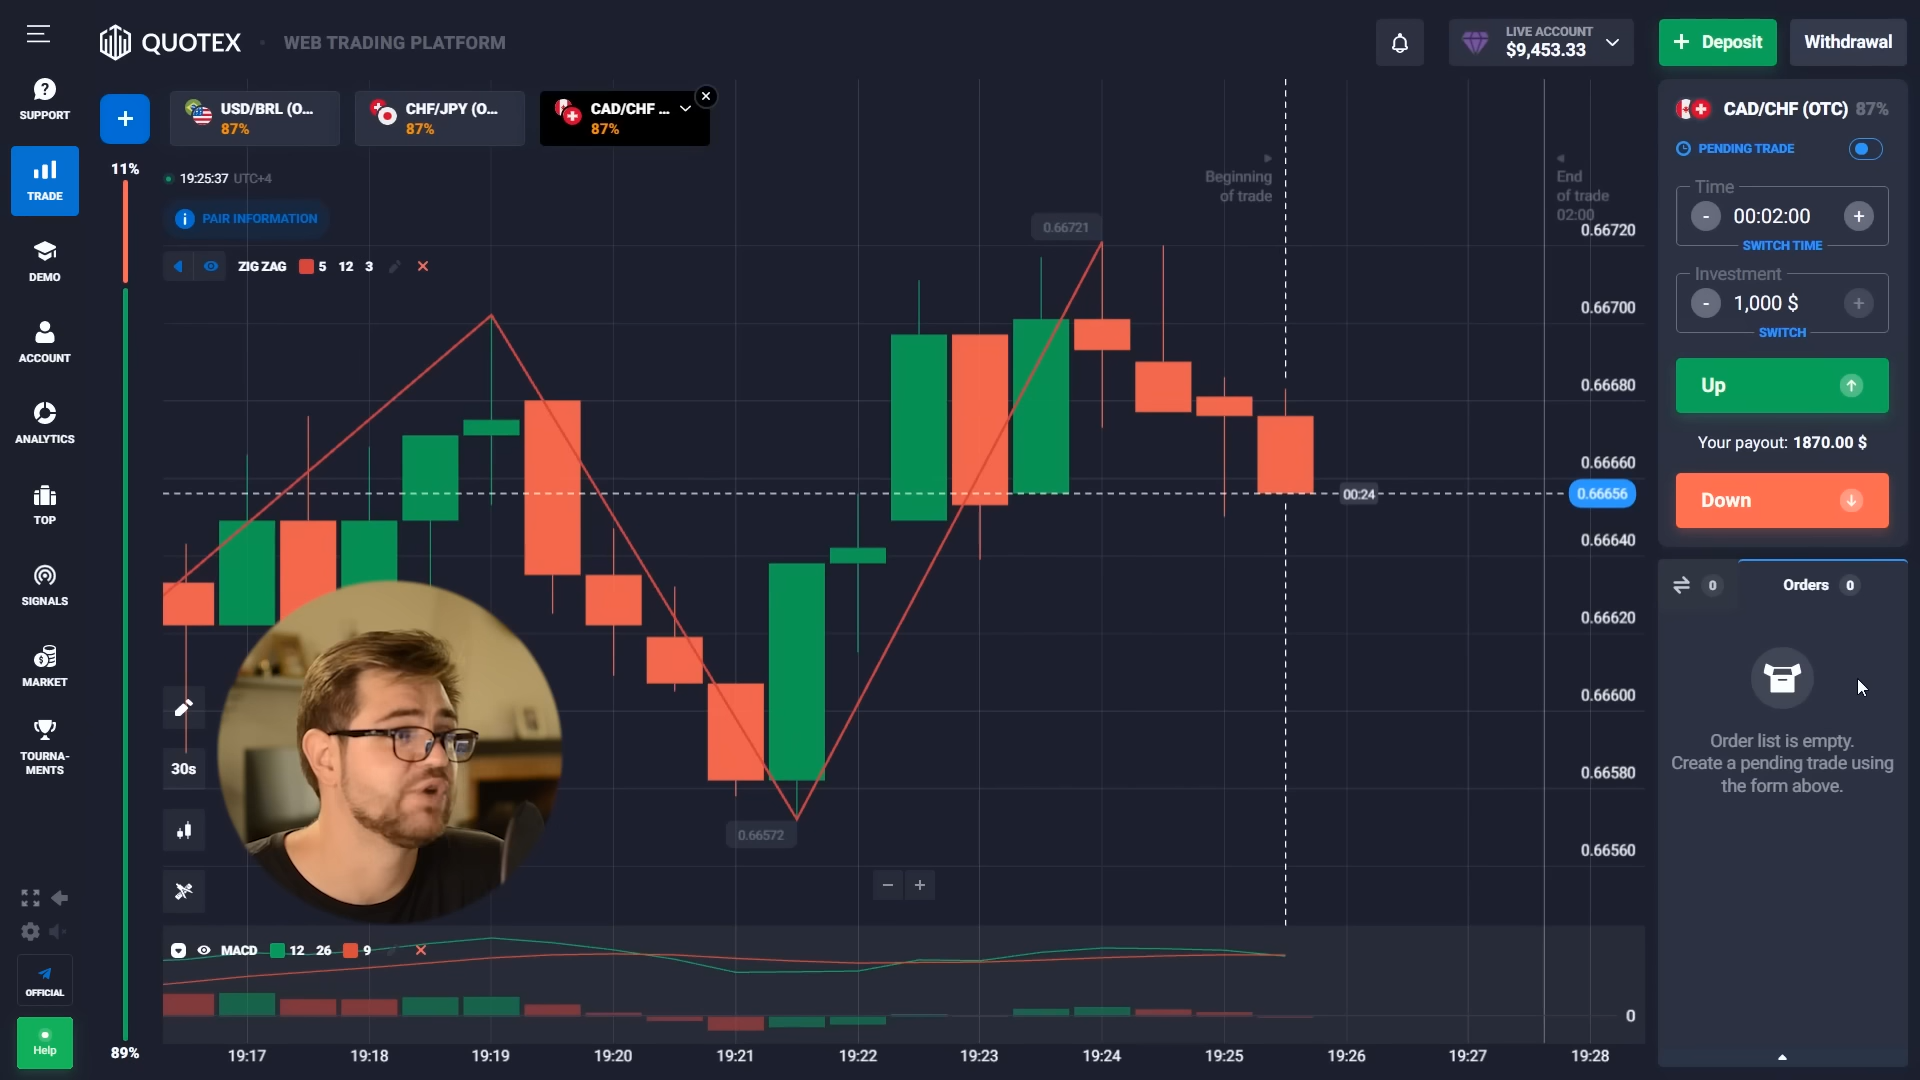 QUOTEX
WEB TRADING PLATFORM
LIVE ACCOUNT
$9,453.33
+ Deposit
Withdrawal
SUPPORT
TRADE
DEMO
ACCOUNT
ANALYTICS
TOP
SIGNALS
MARKET
TOURNA-
MENTS
OFFICIAL
Help
+
11%
89%
USD/BRL (O...
87%
CHF/JPY (O...
87%
CAD/CHF ...
87%
19:25:37 UTC+4
PAIR INFORMATION
ZIG ZAG 5 12 3
Beginning
of trade
End
of trade
02:00
0.66721
0.66572
00:24
0.66720
0.66700
0.66680
0.66660
0.66656
0.66640
0.66620
0.66600
0.66580
0.66560
30s
− +
MACD 12 26 9
0
19:17 19:18 19:19 19:20 19:21 19:22 19:23 19:24 19:25 19:26 19:27 19:28
CAD/CHF (OTC) 87%
PENDING TRADE
Time
- 00:02:00 +
SWITCH TIME
Investment
- 1,000 $ +
SWITCH
Up
Your payout: 1870.00 $
Down
0
Orders 0
Order list is empty.
Create a pending trade using
the form above.